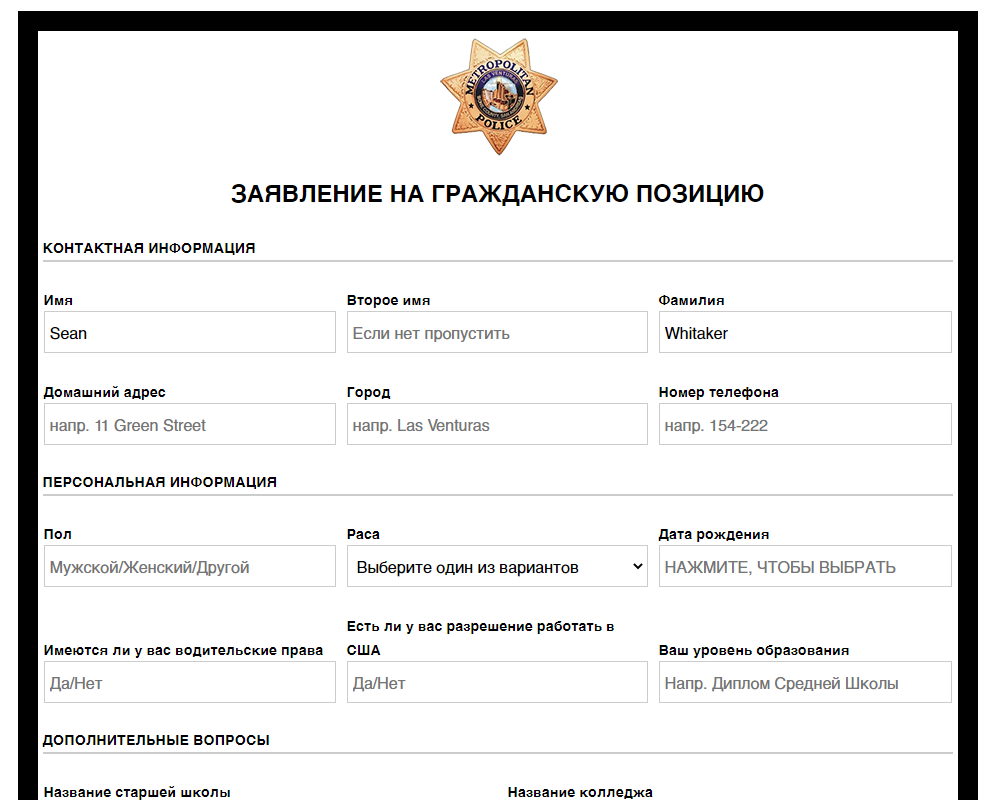 METROPOLITAN
LAS VENTURAS
POLICE
ЗАЯВЛЕНИЕ НА ГРАЖДАНСКУЮ ПОЗИЦИЮ
КОНТАКТНАЯ ИНФОРМАЦИЯ
Имя Второе имя Фамилия
Sean Если нет пропустить Whitaker
Домашний адрес Город Номер телефона
напр. 11 Green Street напр. Las Venturas напр. 154-222
ПЕРСОНАЛЬНАЯ ИНФОРМАЦИЯ
Пол Раса Дата рождения
Мужской/Женский/Другой Выберите один из вариантов НАЖМИТЕ, ЧТОБЫ ВЫБРАТЬ
Есть ли у вас разрешение работать в
Имеются ли у вас водительские права США Ваш уровень образования
Да/Нет Да/Нет Напр. Диплом Средней Школы
ДОПОЛНИТЕЛЬНЫЕ ВОПРОСЫ
Название старшей школы Название колледжа